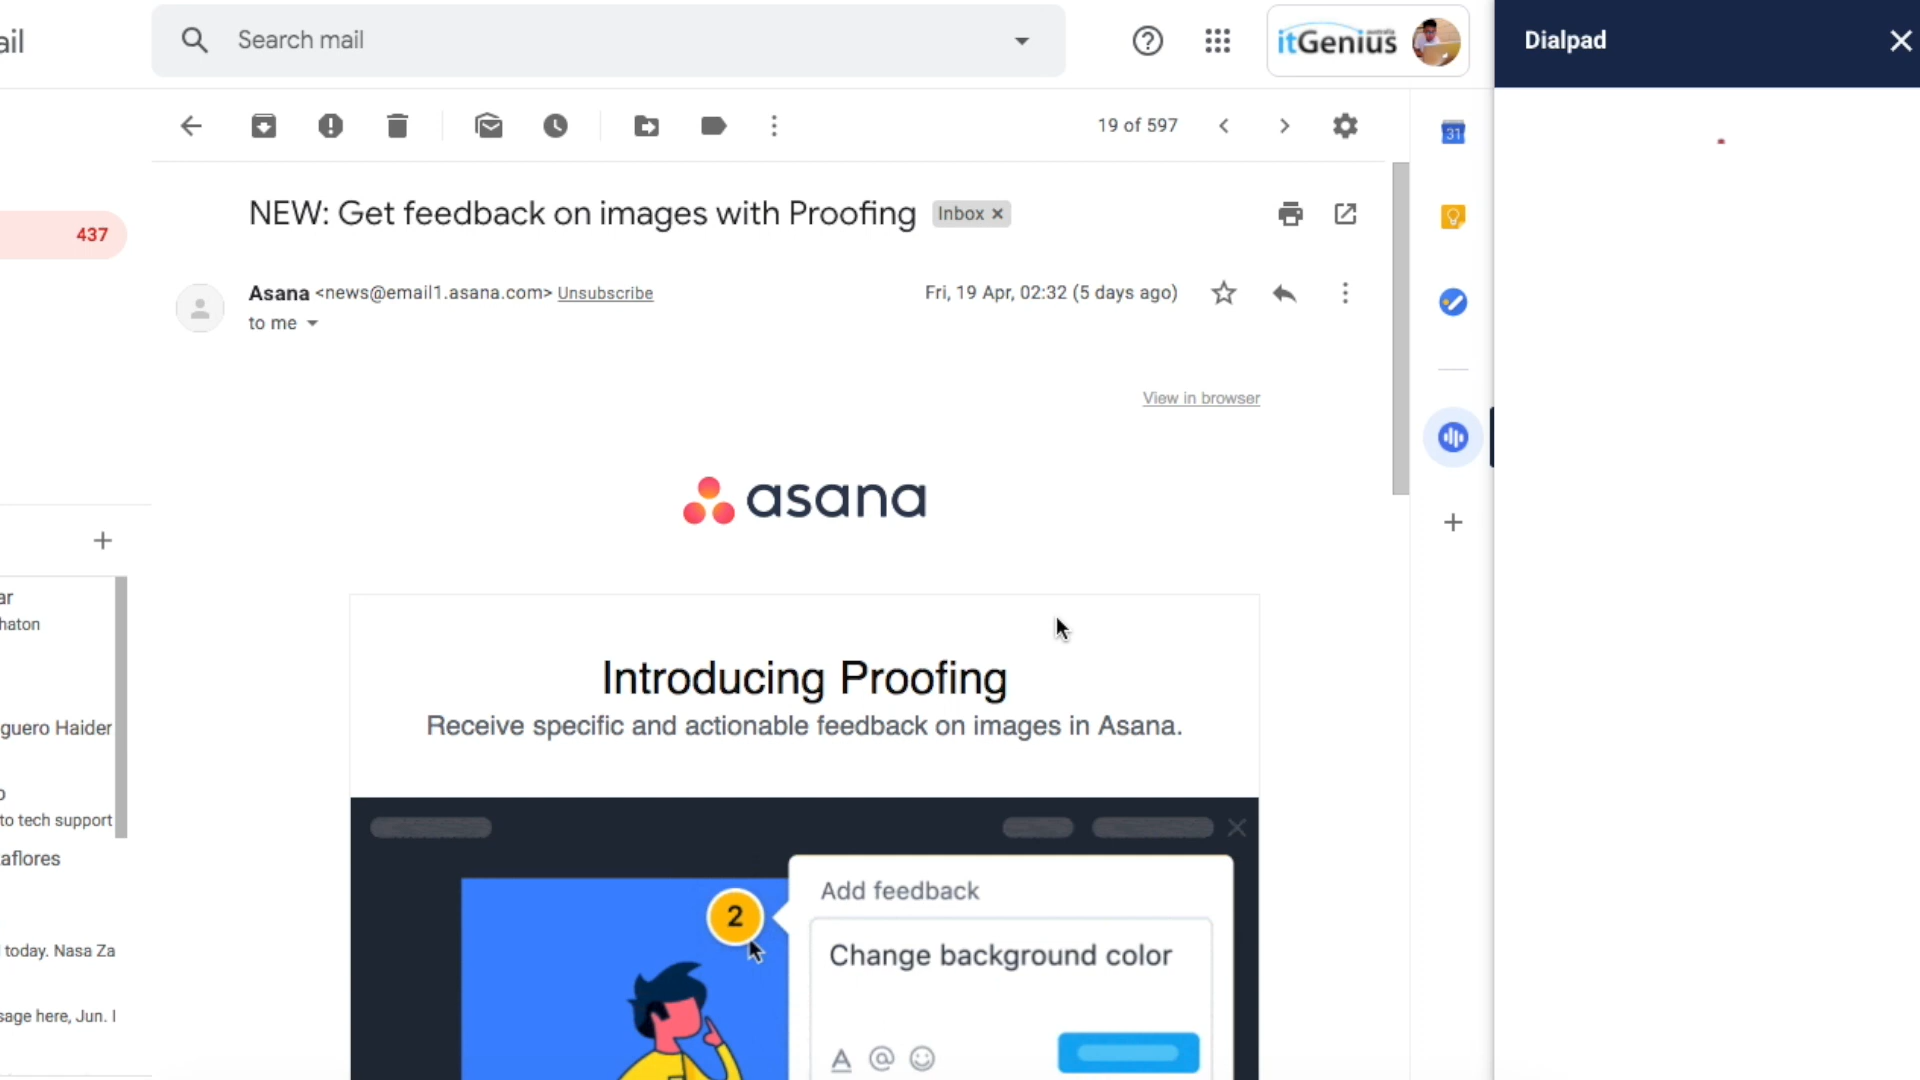 ail
Search mail
itGenius
australia
Dialpad
19 of 597
31
437
NEW: Get feedback on images with Proofing
Inbox ×
Asana <news@email1.asana.com> Unsubscribe
Fri, 19 Apr, 02:32 (5 days ago)
to me
View in browser
asana
ar
haton
Introducing Proofing
Receive specific and actionable feedback on images in Asana.
guero Haider
to tech support
aflores
Add feedback
2
Change background color
today. Nasa Za
sage here, Jun. I
A @